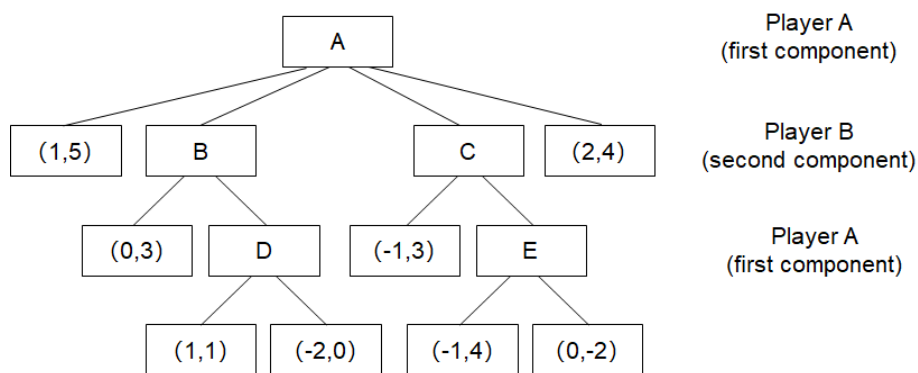 A
Player A
(first component)
(1,5)
B
C
(2,4)
Player B
(second component)
(0,3)
D
(-1,3)
E
Player A
(first component)
(1,1)
(-2,0)
(-1,4)
(0,-2)